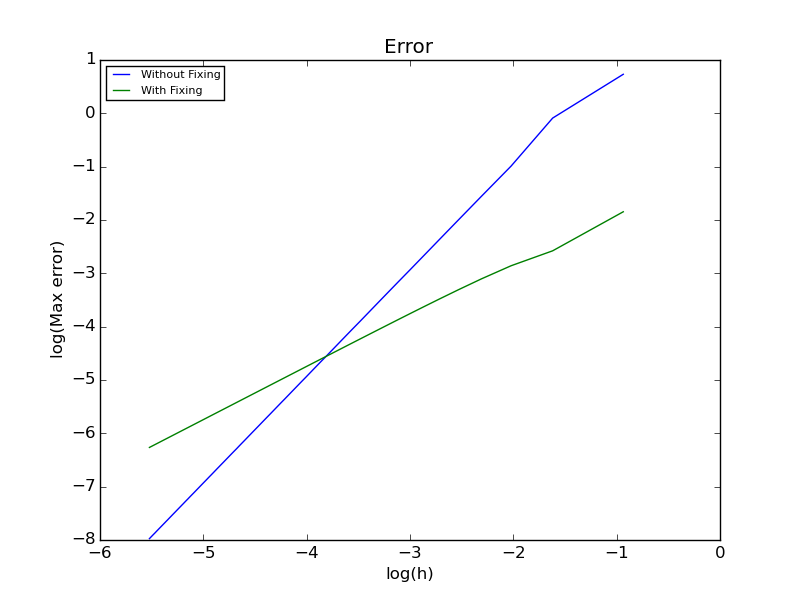 Error
1
Without Fixing
With Fixing
0
−1
−2
−3
−4
−5
−6
−7
−8
log(Max error)
−6 −5 −4 −3 −2 −1 0
log(h)